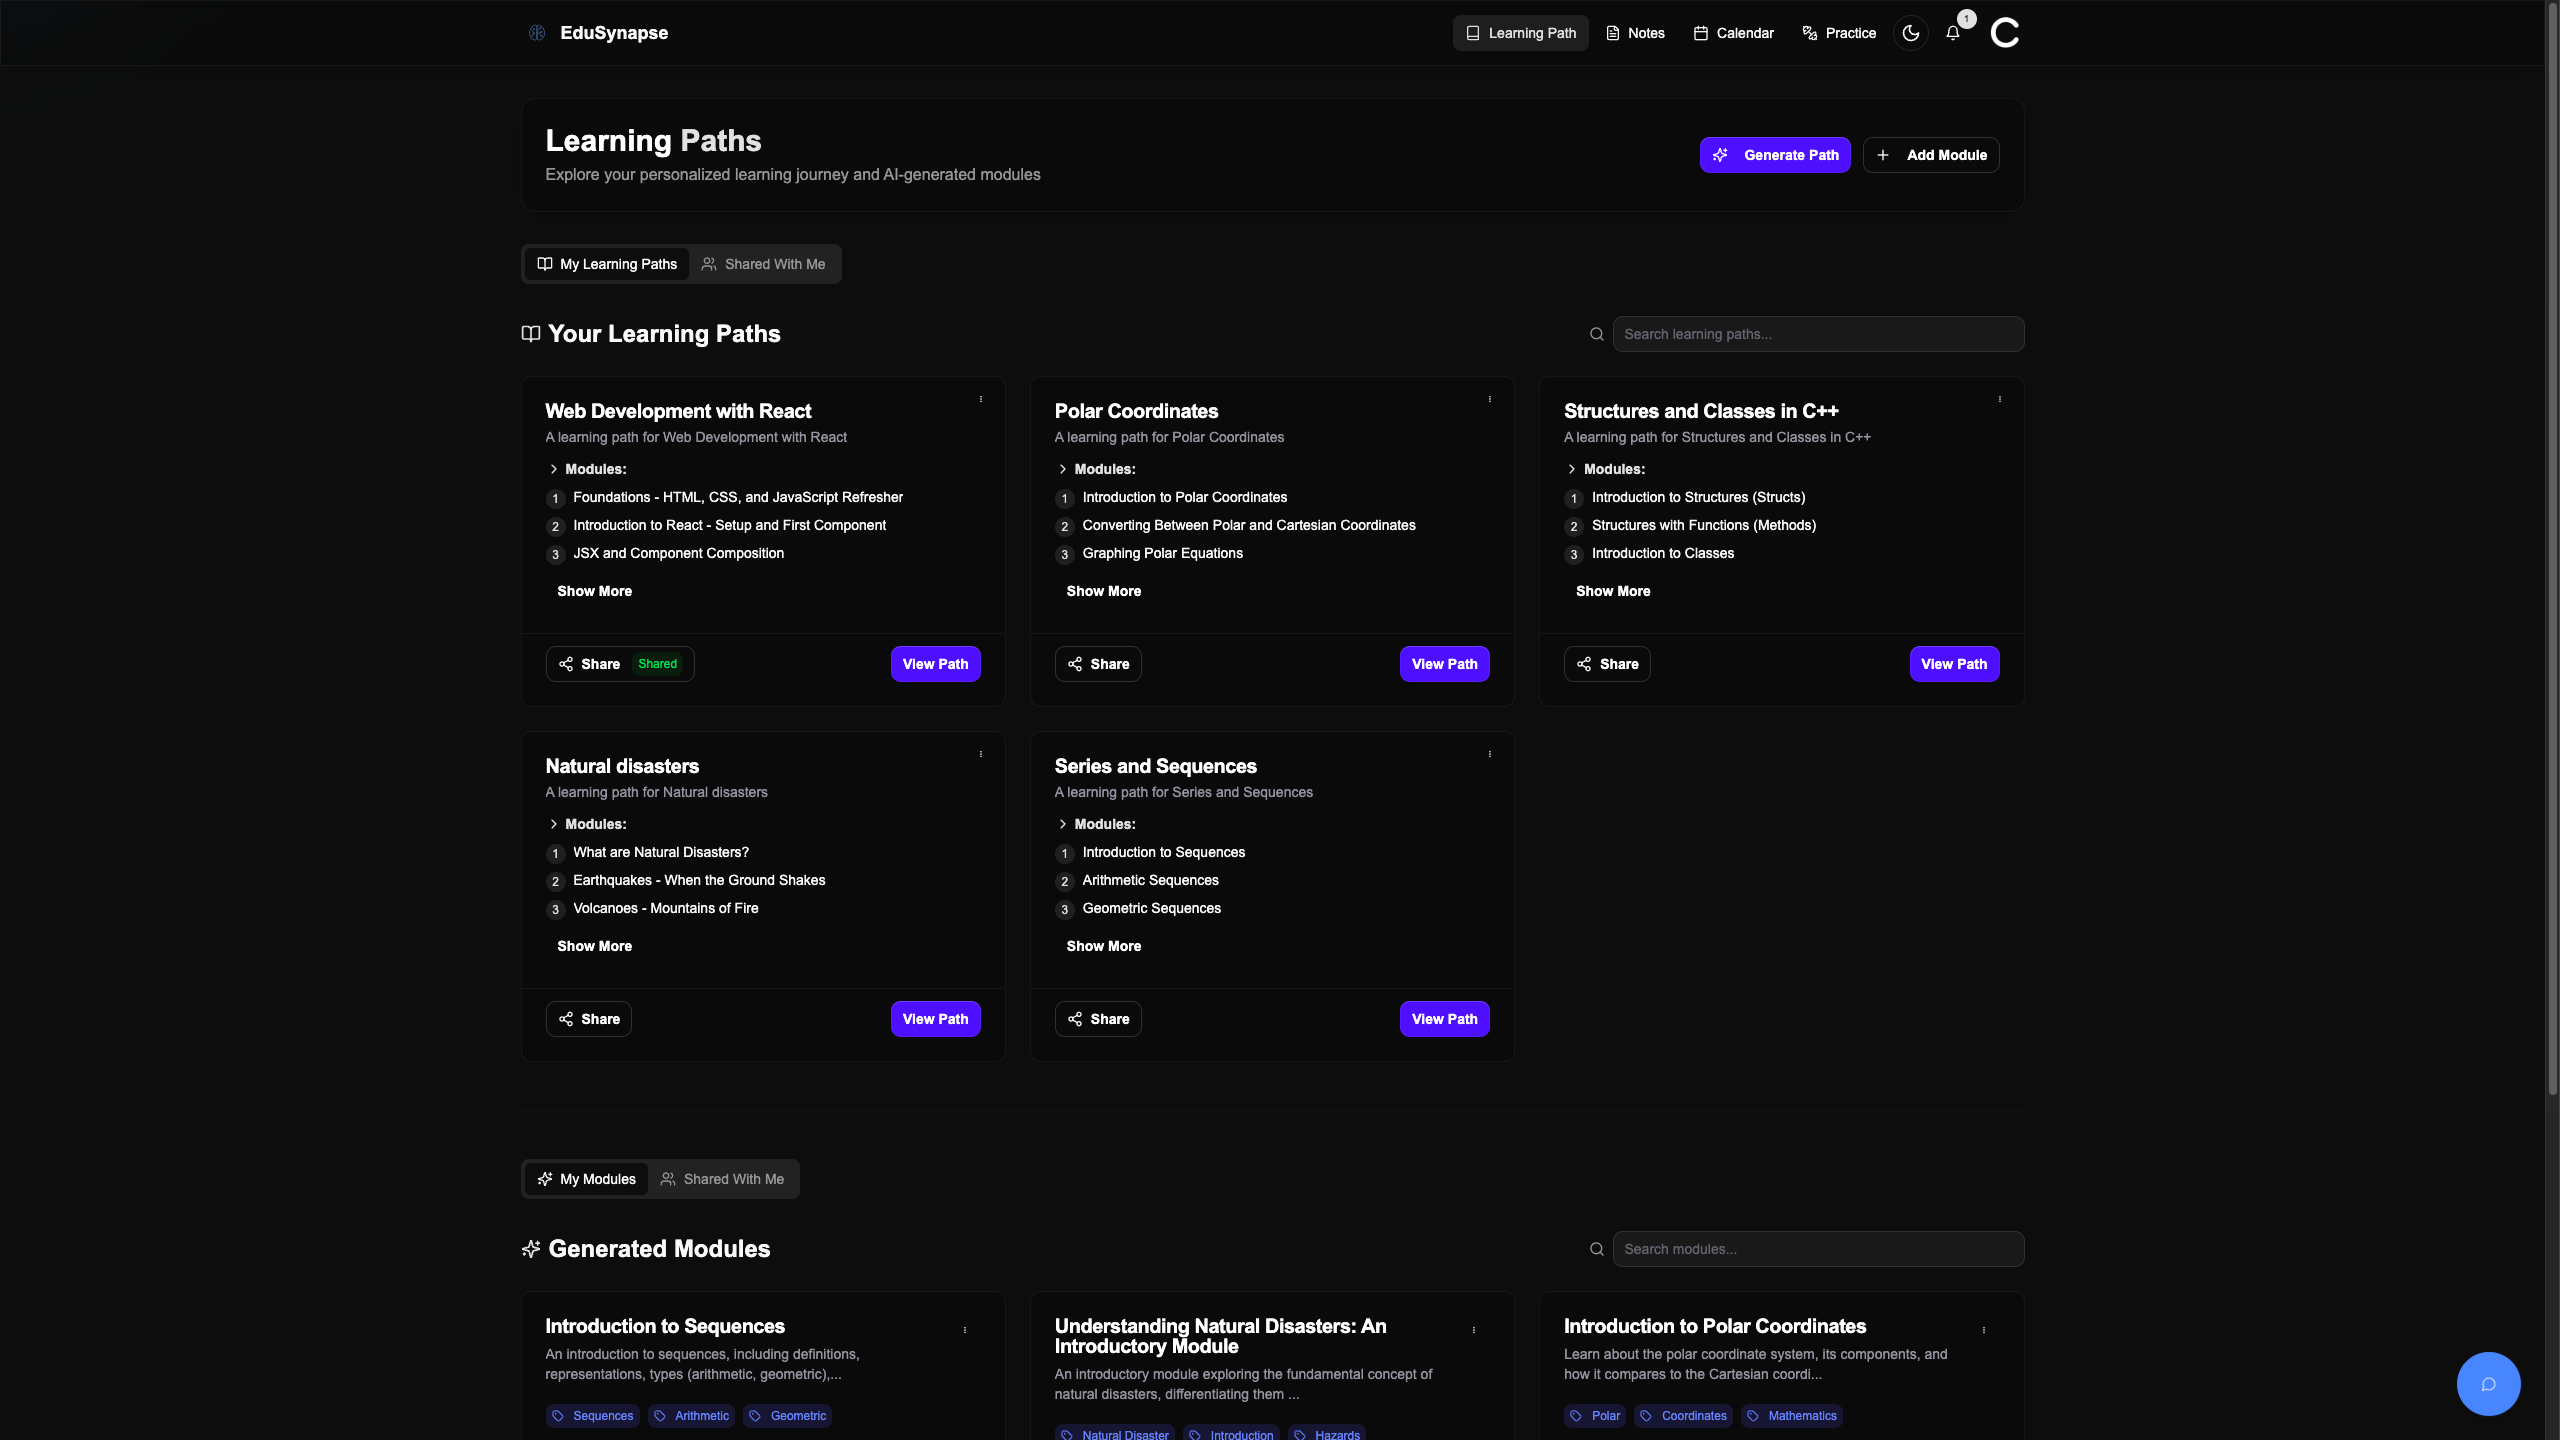 EduSynapse
Learning Path
Notes
Calendar
Practice
1
Learning Paths
Explore your personalized learning journey and AI-generated modules
Generate Path
Add Module
My Learning Paths
Shared With Me
Your Learning Paths
Search learning paths...
Web Development with React
A learning path for Web Development with React
Modules:
1 Foundations - HTML, CSS, and JavaScript Refresher
2 Introduction to React - Setup and First Component
3 JSX and Component Composition
Show More
Share Shared
View Path
Polar Coordinates
A learning path for Polar Coordinates
Modules:
1 Introduction to Polar Coordinates
2 Converting Between Polar and Cartesian Coordinates
3 Graphing Polar Equations
Show More
Share
View Path
Structures and Classes in C++
A learning path for Structures and Classes in C++
Modules:
1 Introduction to Structures (Structs)
2 Structures with Functions (Methods)
3 Introduction to Classes
Show More
Share
View Path
Natural disasters
A learning path for Natural disasters
Modules:
1 What are Natural Disasters?
2 Earthquakes - When the Ground Shakes
3 Volcanoes - Mountains of Fire
Show More
Share
View Path
Series and Sequences
A learning path for Series and Sequences
Modules:
1 Introduction to Sequences
2 Arithmetic Sequences
3 Geometric Sequences
Show More
Share
View Path
My Modules
Shared With Me
Generated Modules
Search modules...
Introduction to Sequences
An introduction to sequences, including definitions,
representations, types (arithmetic, geometric),...
Sequences
Arithmetic
Geometric
Understanding Natural Disasters: An
Introductory Module
An introductory module exploring the fundamental concept of
natural disasters, differentiating them ...
Natural Disaster
Introduction
Hazards
Introduction to Polar Coordinates
Learn about the polar coordinate system, its components, and
how it compares to the Cartesian coordi...
Polar
Coordinates
Mathematics